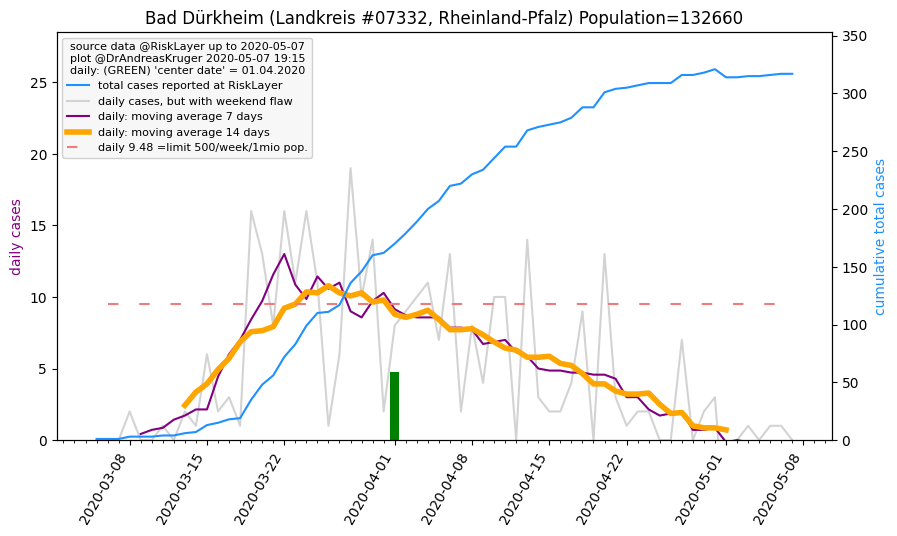 Bad Dürkheim (Landkreis #07332, Rheinland-Pfalz) Population=132660
source data @RiskLayer up to 2020-05-07
plot @DrAndreasKruger 2020-05-07 19:15
daily: (GREEN) 'center date' = 01.04.2020
total cases reported at RiskLayer
daily cases, but with weekend flaw
daily: moving average 7 days
daily: moving average 14 days
daily 9.48 =limit 500/week/1mio pop.
daily cases
25
20
15
10
5
0
cumulative total cases
350
300
250
200
150
100
50
0
2020-03-08
2020-03-15
2020-03-22
2020-04-01
2020-04-08
2020-04-15
2020-04-22
2020-05-01
2020-05-08